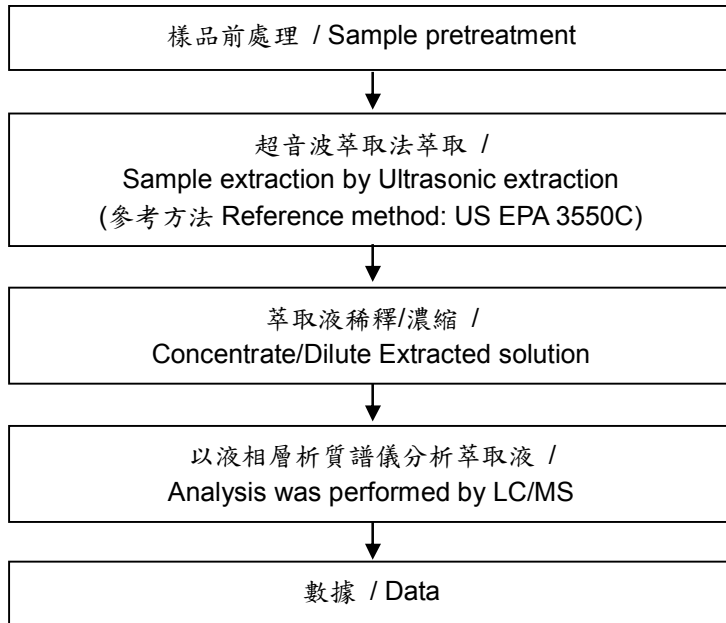 樣品前處理 / Sample pretreatment
超音波萃取法萃取 /
Sample extraction by Ultrasonic extraction
(參考方法 Reference method: US EPA 3550C)
萃取液稀釋/濃縮 /
Concentrate/Dilute Extracted solution
以液相層析質譜儀分析萃取液 /
Analysis was performed by LC/MS
數據 / Data